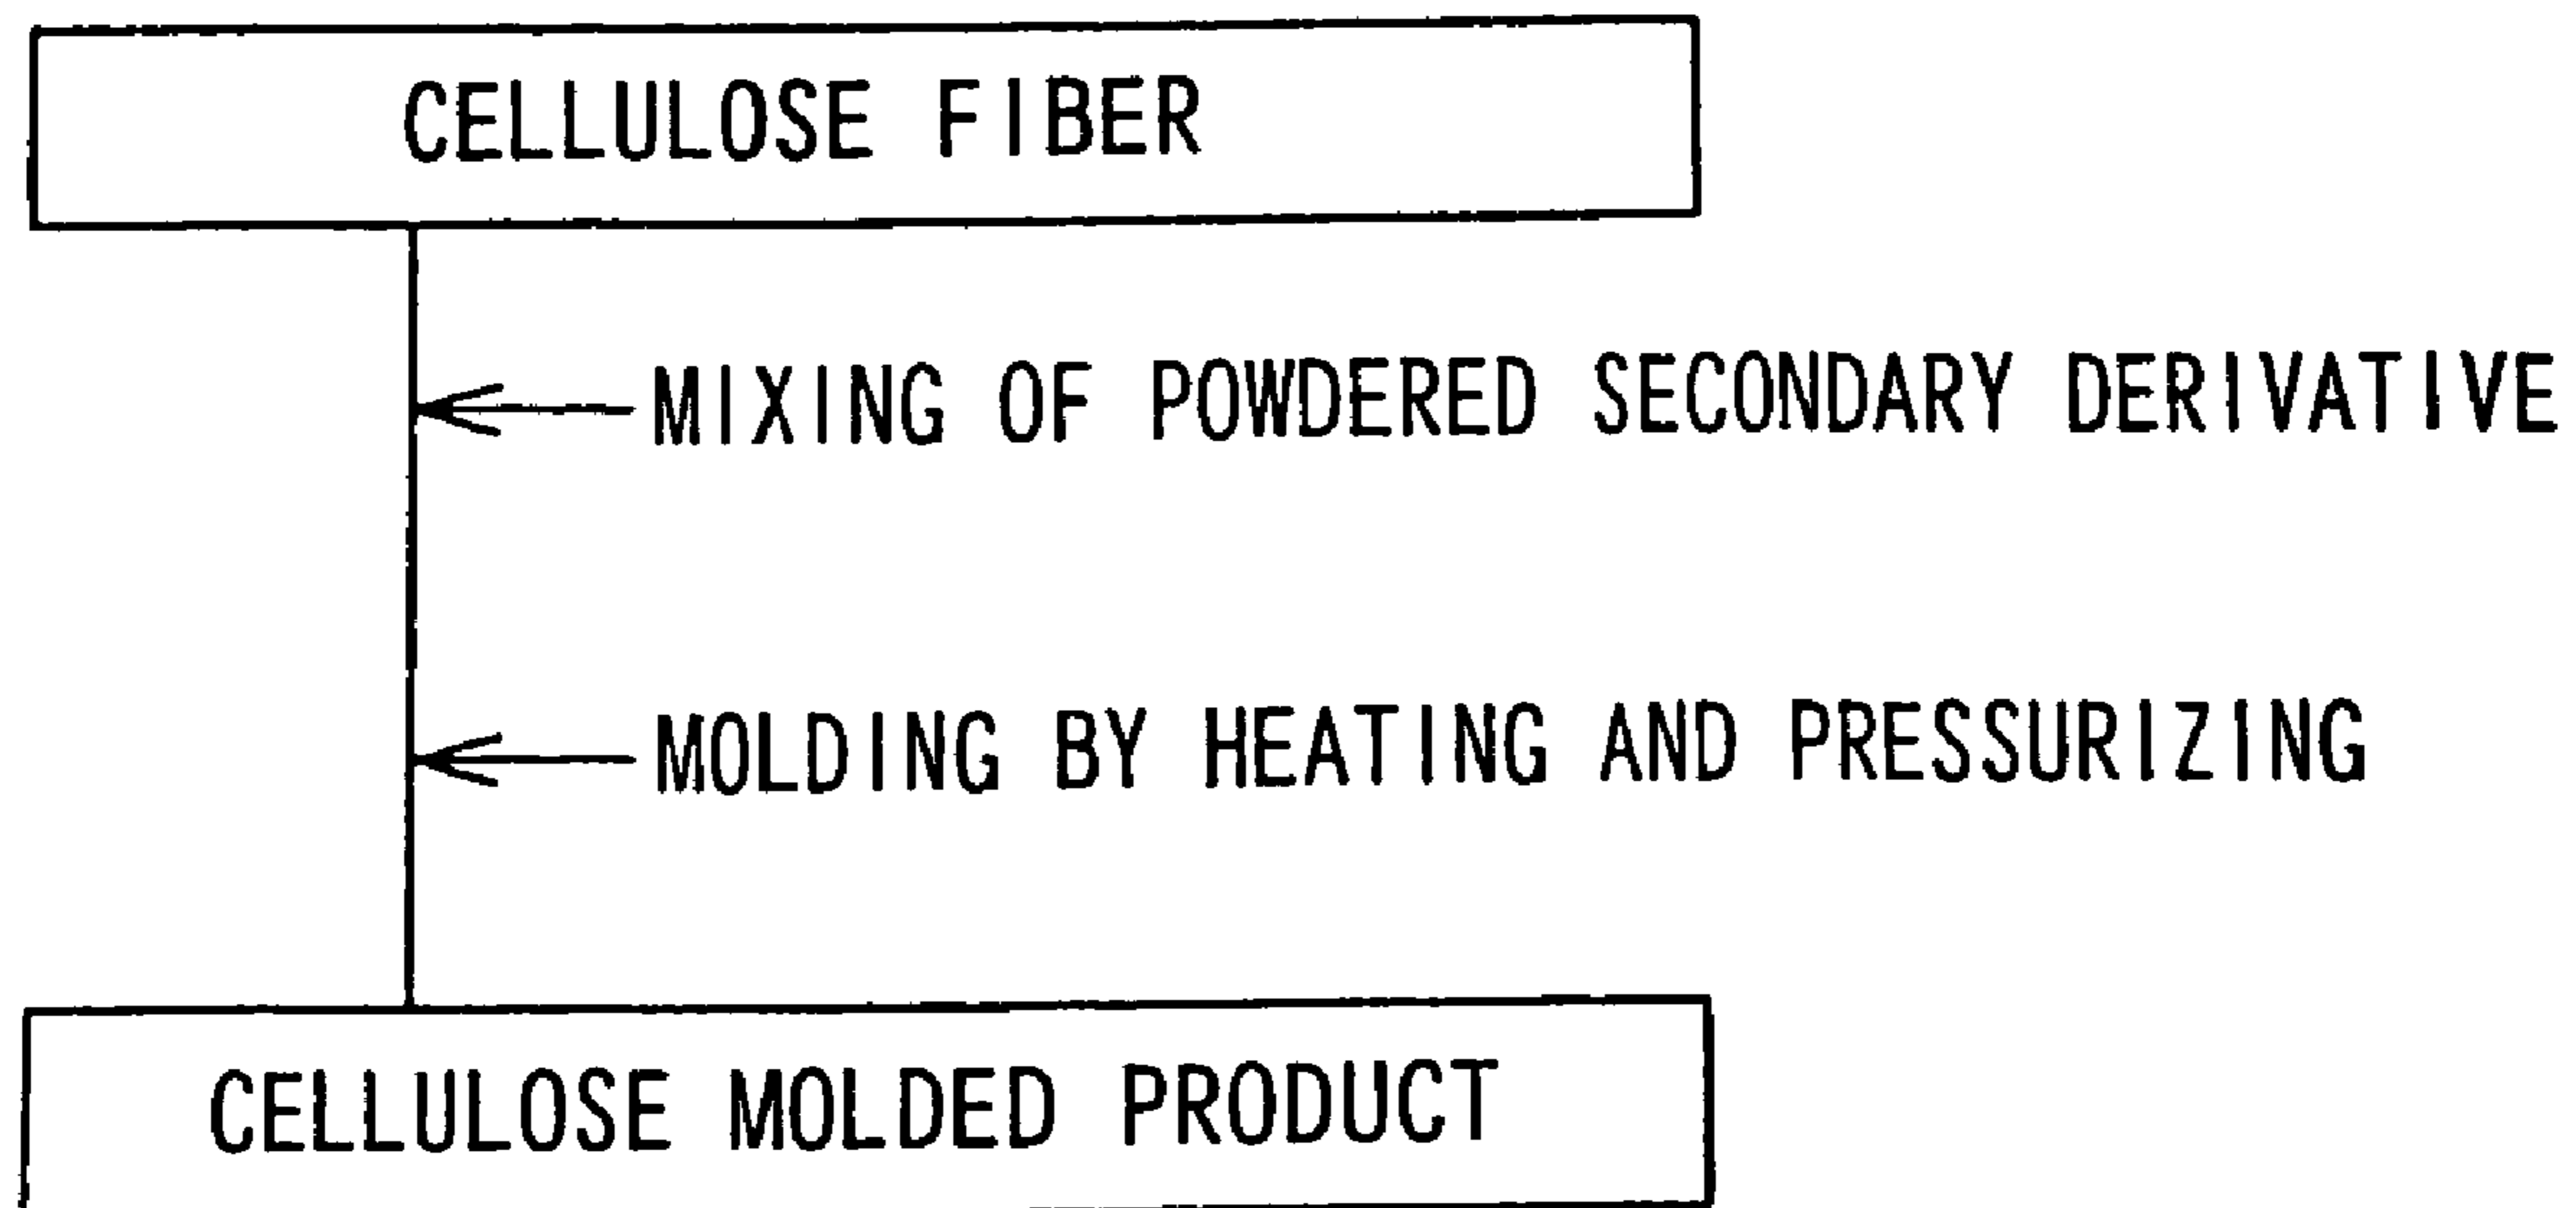 CELLULOSE FIBER
MIXING OF POWDERED SECONDARY DERIVATIVE
MOLDING BY HEATING AND PRESSURIZING
CELLULOSE MOLDED PRODUCT